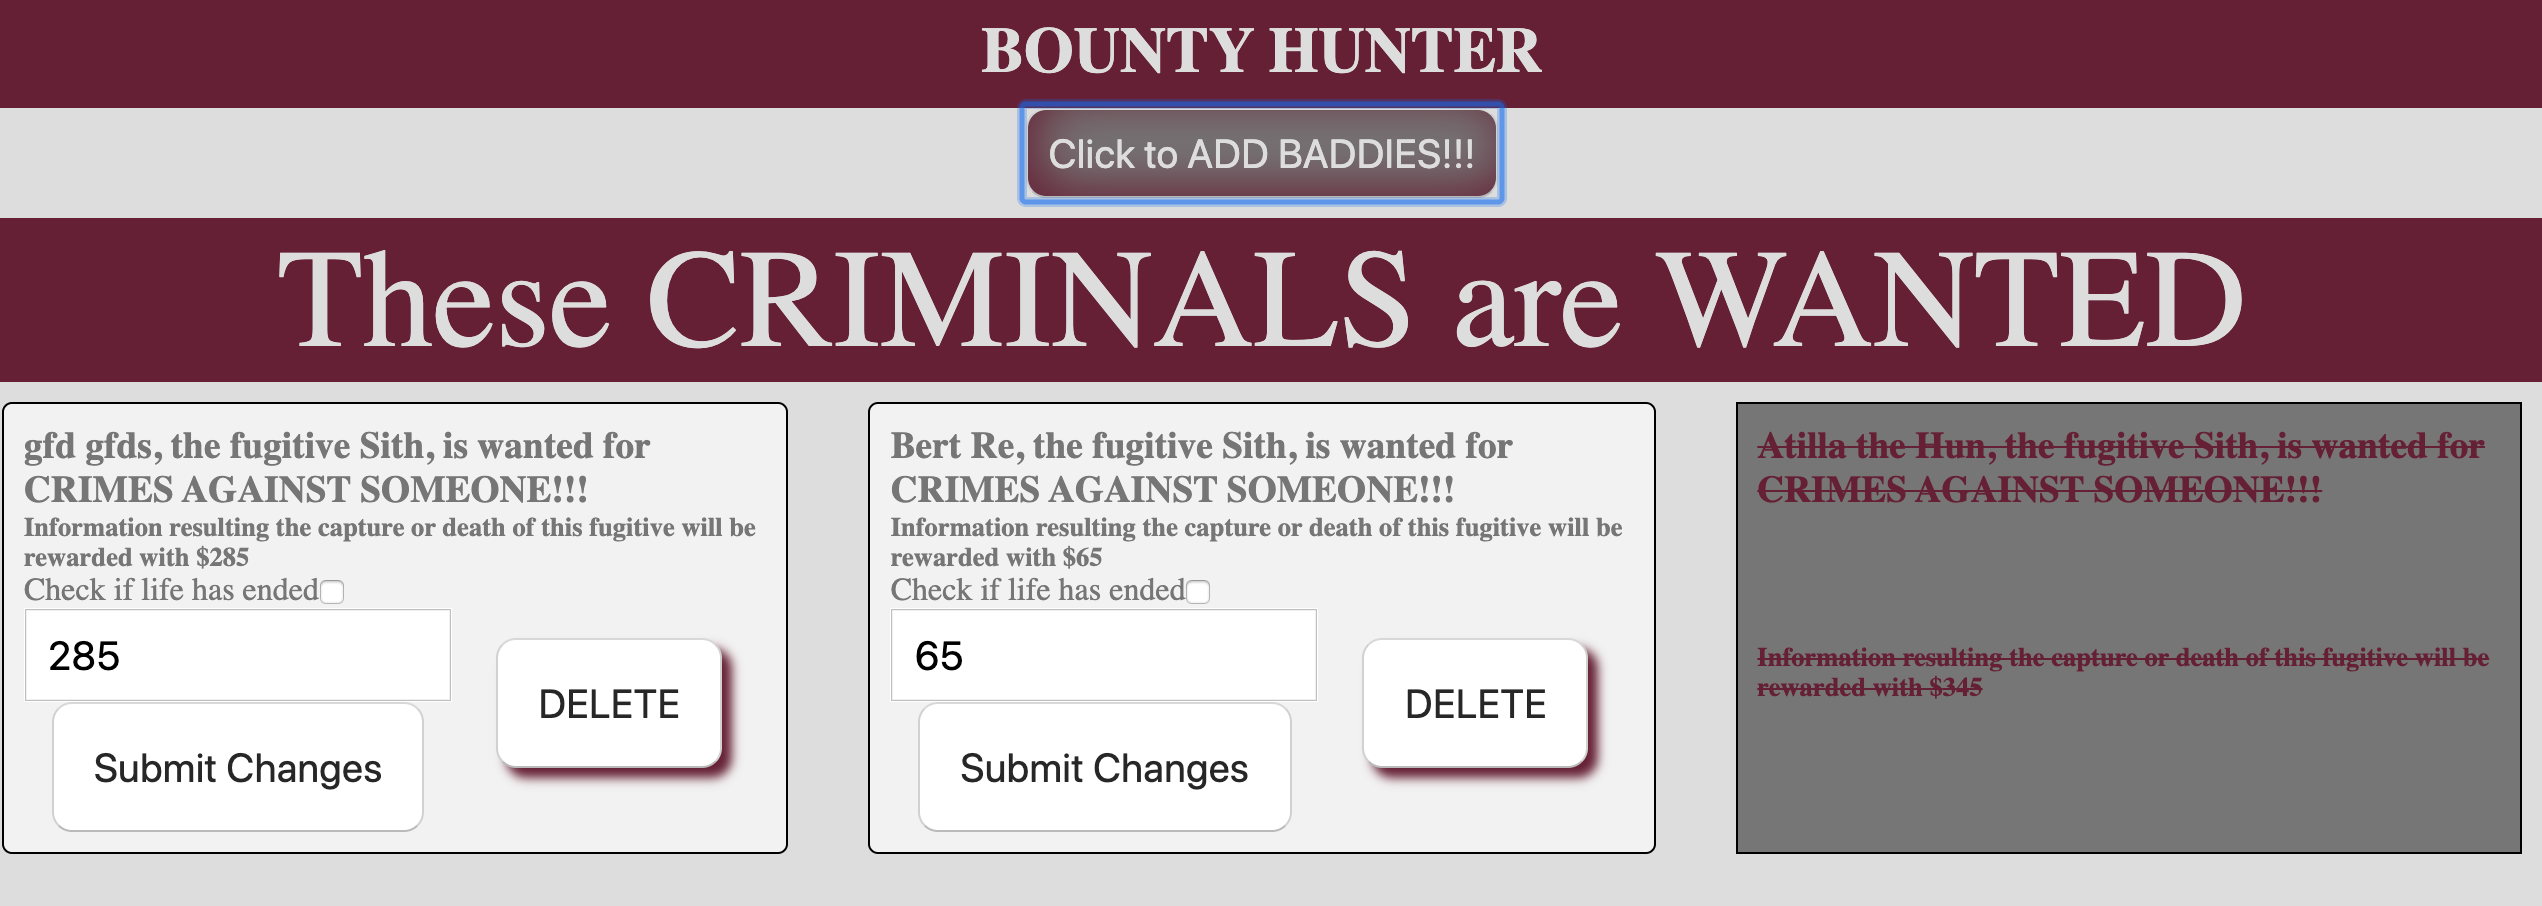 BOUNTY HUNTER
Click to ADD BADDIES!!!
These CRIMINALS are WANTED
gfd gfds, the fugitive Sith, is wanted for
CRIMES AGAINST SOMEONE!!!
Information resulting the capture or death of this fugitive will be
rewarded with $285
Check if life has ended
285
DELETE
Submit Changes
Bert Re, the fugitive Sith, is wanted for
CRIMES AGAINST SOMEONE!!!
Information resulting the capture or death of this fugitive will be
rewarded with $65
Check if life has ended
65
DELETE
Submit Changes
Atilla the Hun, the fugitive Sith, is wanted for
CRIMES AGAINST SOMEONE!!!
Information resulting the capture or death of this fugitive will be
rewarded with $345